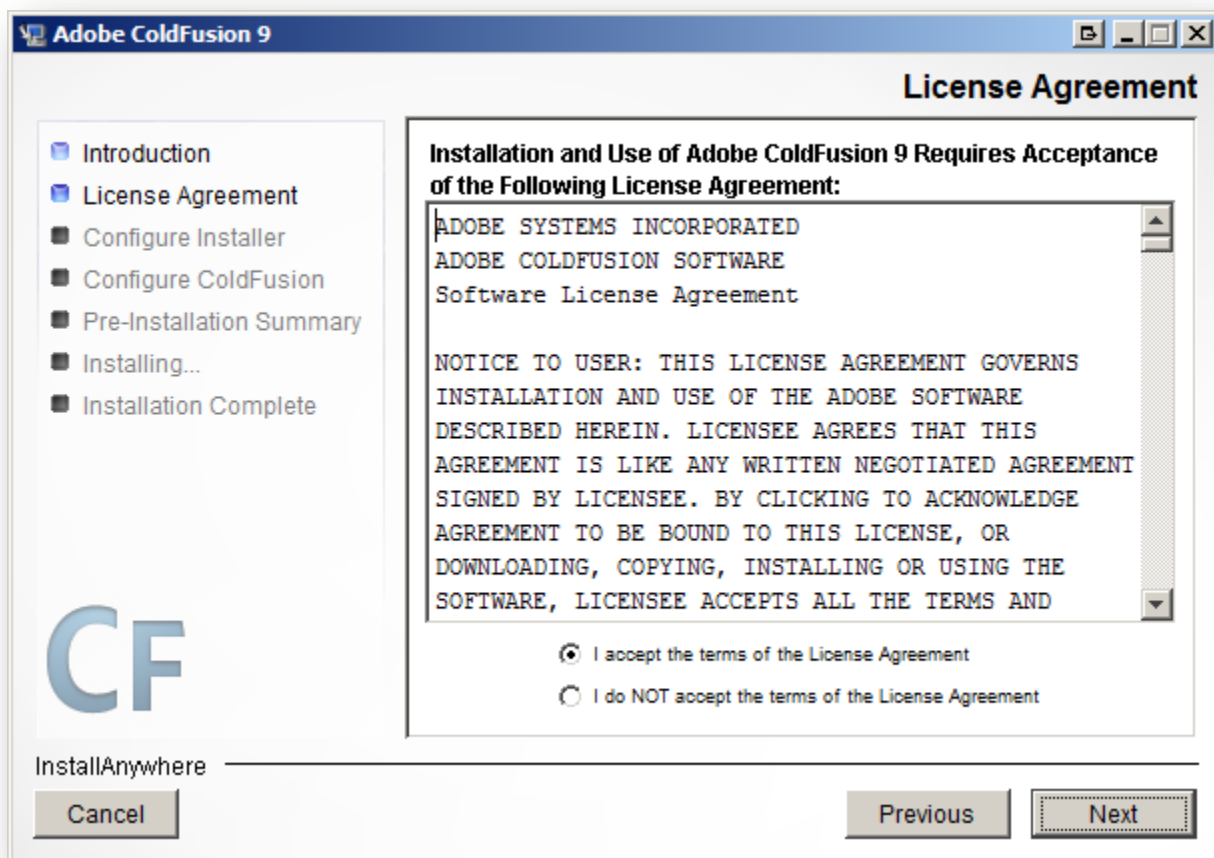 Adobe ColdFusion 9
License Agreement
Introduction
License Agreement
Configure Installer
Configure ColdFusion
Pre-Installation Summary
Installing...
Installation Complete
CF
Installation and Use of Adobe ColdFusion 9 Requires Acceptance
of the Following License Agreement:
ADOBE SYSTEMS INCORPORATED
ADOBE COLDFUSION SOFTWARE
Software License Agreement
NOTICE TO USER: THIS LICENSE AGREEMENT GOVERNS
INSTALLATION AND USE OF THE ADOBE SOFTWARE
DESCRIBED HEREIN. LICENSEE AGREES THAT THIS
AGREEMENT IS LIKE ANY WRITTEN NEGOTIATED AGREEMENT
SIGNED BY LICENSEE. BY CLICKING TO ACKNOWLEDGE
AGREEMENT TO BE BOUND TO THIS LICENSE, OR
DOWNLOADING, COPYING, INSTALLING OR USING THE
SOFTWARE, LICENSEE ACCEPTS ALL THE TERMS AND
I accept the terms of the License Agreement
I do NOT accept the terms of the License Agreement
InstallAnywhere
Cancel
Previous
Next